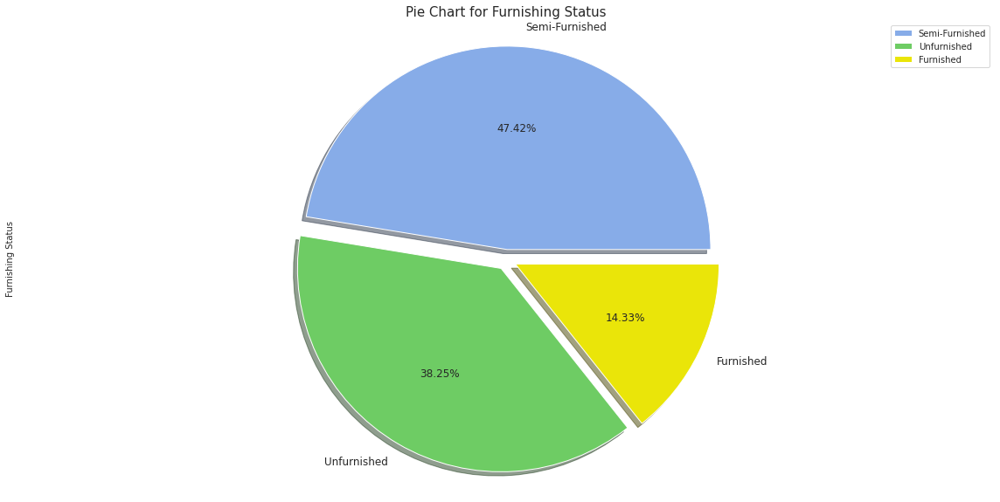 Pie Chart for Furnishing Status
Semi-Furnished
Semi-Furnished
Unfurnished
Furnished
47.42%
Furnishing Status
14.33%
Furnished
38.25%
Unfurnished